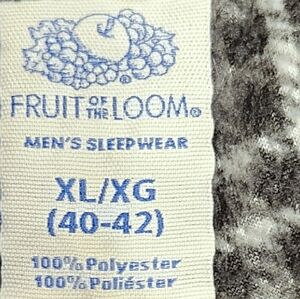 FRUIT OF THE LOOM®
MEN'S SLEEPWEAR
XL/XG
(40-42)
100% Polyester
100% Poliéster